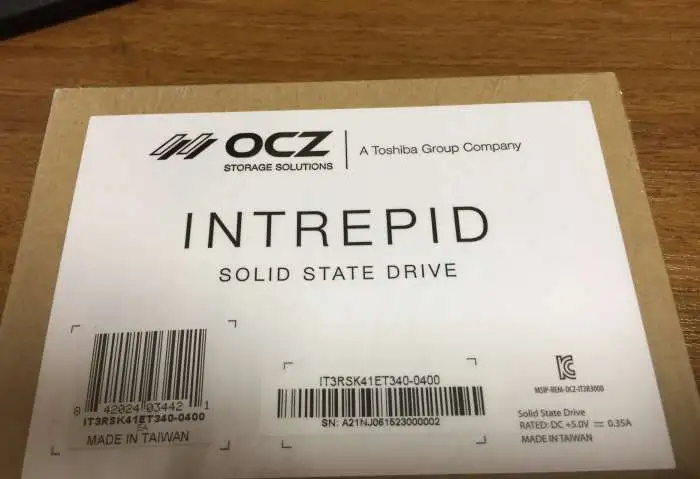 OCZ
STORAGE SOLUTIONS
A Toshiba Group Company
INTREPID
SOLID STATE DRIVE
8 42024 03442 1
IT3RSK41ET340-0400
EA
MADE IN TAIWAN
IT3RSK41ET340-0400
SN: A21NJ061523000002
MSIP-REM-OCZ-IT3R3000
Solid State Drive
RATED: DC +5.0V ⎓ 0.35A
MADE IN TAIWAN